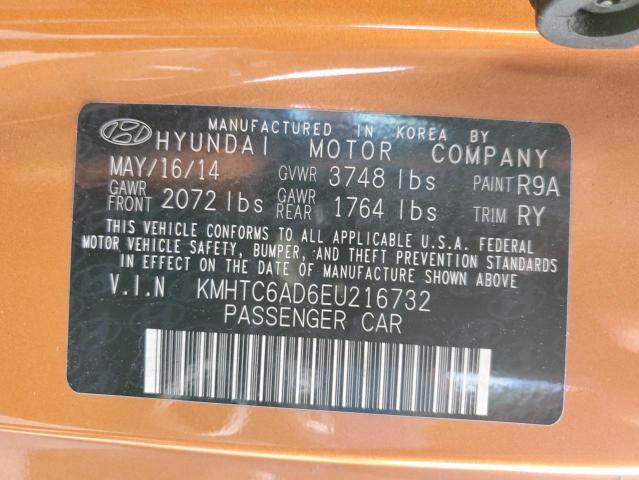 MANUFACTURED IN KOREA BY
HYUNDAI MOTOR COMPANY
MAY/16/14 GVWR 3748 lbs PAINT R9A
GAWR FRONT 2072 lbs GAWR REAR 1764 lbs TRIM RY
THIS VEHICLE CONFORMS TO ALL APPLICABLE U.S.A. FEDERAL
MOTOR VEHICLE SAFETY, BUMPER, AND THEFT PREVENTION STANDARDS
IN EFFECT ON THE DATE OF MANUFACTURE SHOWN ABOVE
V.I.N KMHTC6AD6EU216732
PASSENGER CAR